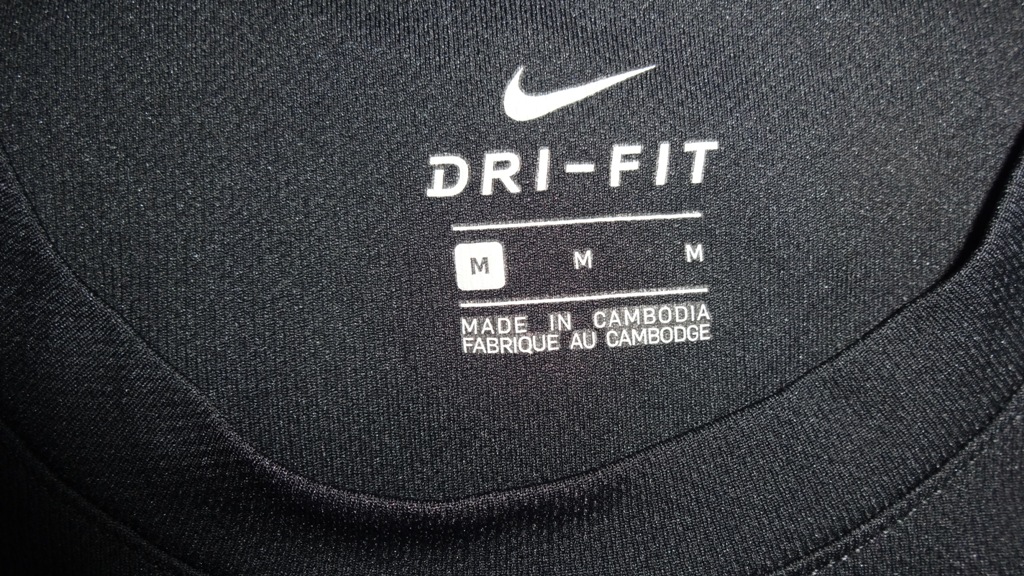 DRI-FIT
M M M
MADE IN CAMBODIA
FABRIQUE AU CAMBODGE